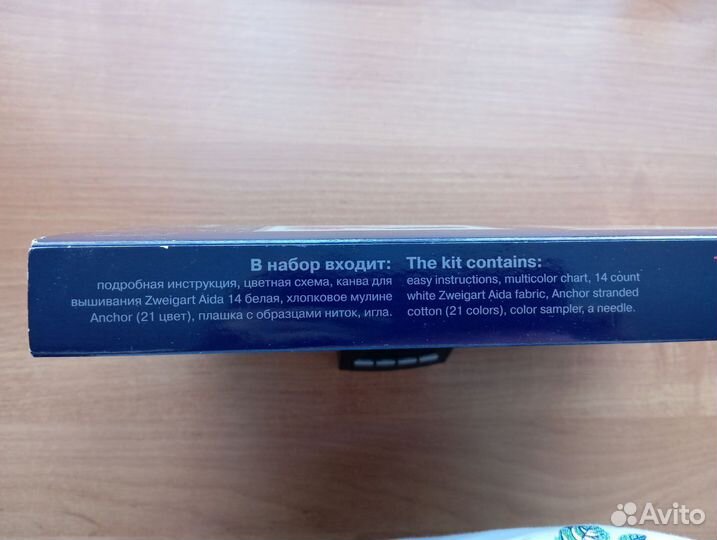 В набор входит:
подробная инструкция, цветная схема, канва для
вышивания Zweigart Aida 14 белая, хлопковое мулине
Anchor (21 цвет), плашка с образцами ниток, игла.
The kit contains:
easy instructions, multicolor chart, 14 count
white Zweigart Aida fabric, Anchor stranded
cotton (21 colors), color sampler, a needle.
Avito